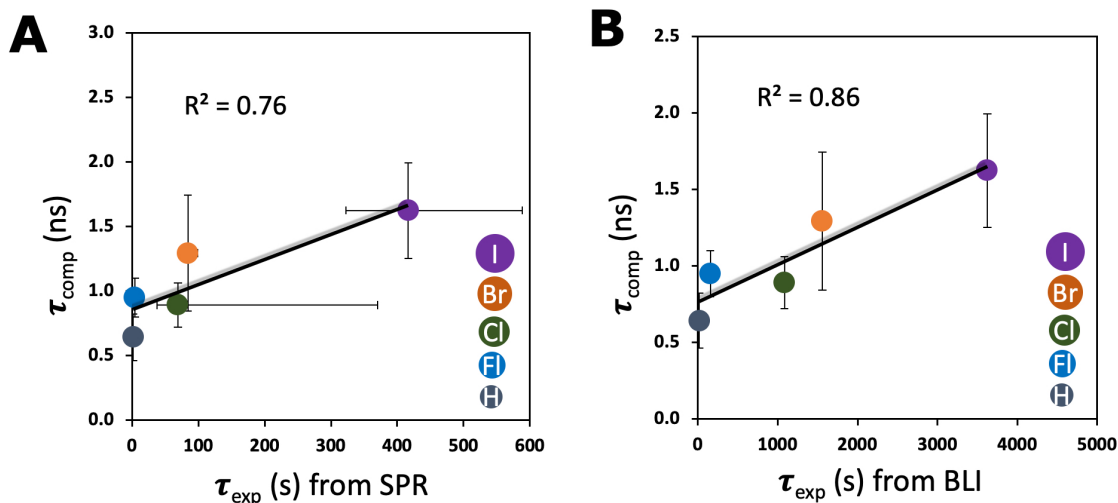 A
R² = 0.76
3.0
2.5
2.0
1.5
1.0
0.5
0.0
0
100
200
300
400
500
600
τcomp (ns)
τexp (s) from SPR
I
Br
Cl
Fl
H
B
R² = 0.86
2.5
2.0
1.5
1.0
0.5
0.0
0
1000
2000
3000
4000
5000
τcomp (ns)
τexp (s) from BLI
I
Br
Cl
Fl
H